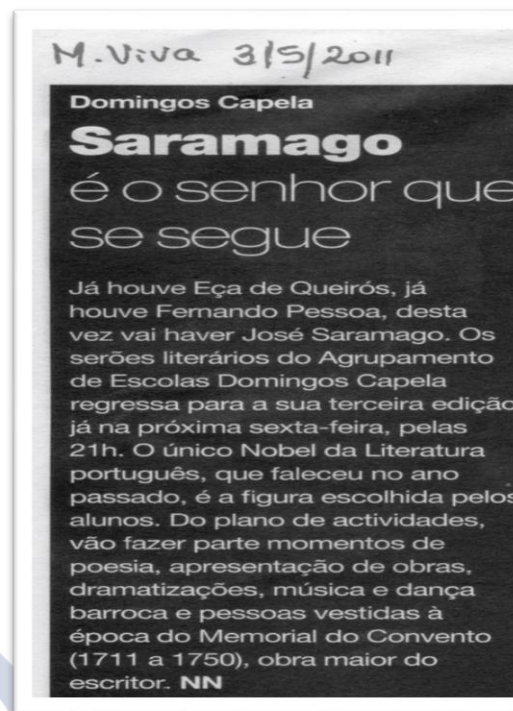 M. Viva 3/5/2011
Domingos Capela
Saramago
é o senhor que
se segue
Já houve Eça de Queirós, já
houve Fernando Pessoa, desta
vez vai haver José Saramago. Os
serões literários do Agrupamento
de Escolas Domingos Capela
regressa para a sua terceira edição
já na próxima sexta-feira, pelas
21h. O único Nobel da Literatura
português, que faleceu no ano
passado, é a figura escolhida pelos
alunos. Do plano de actividades,
vão fazer parte momentos de
poesia, apresentação de obras,
dramatizações, música e dança
barroca e pessoas vestidas à
época do Memorial do Convento
(1711 a 1750), obra maior do
escritor. NN